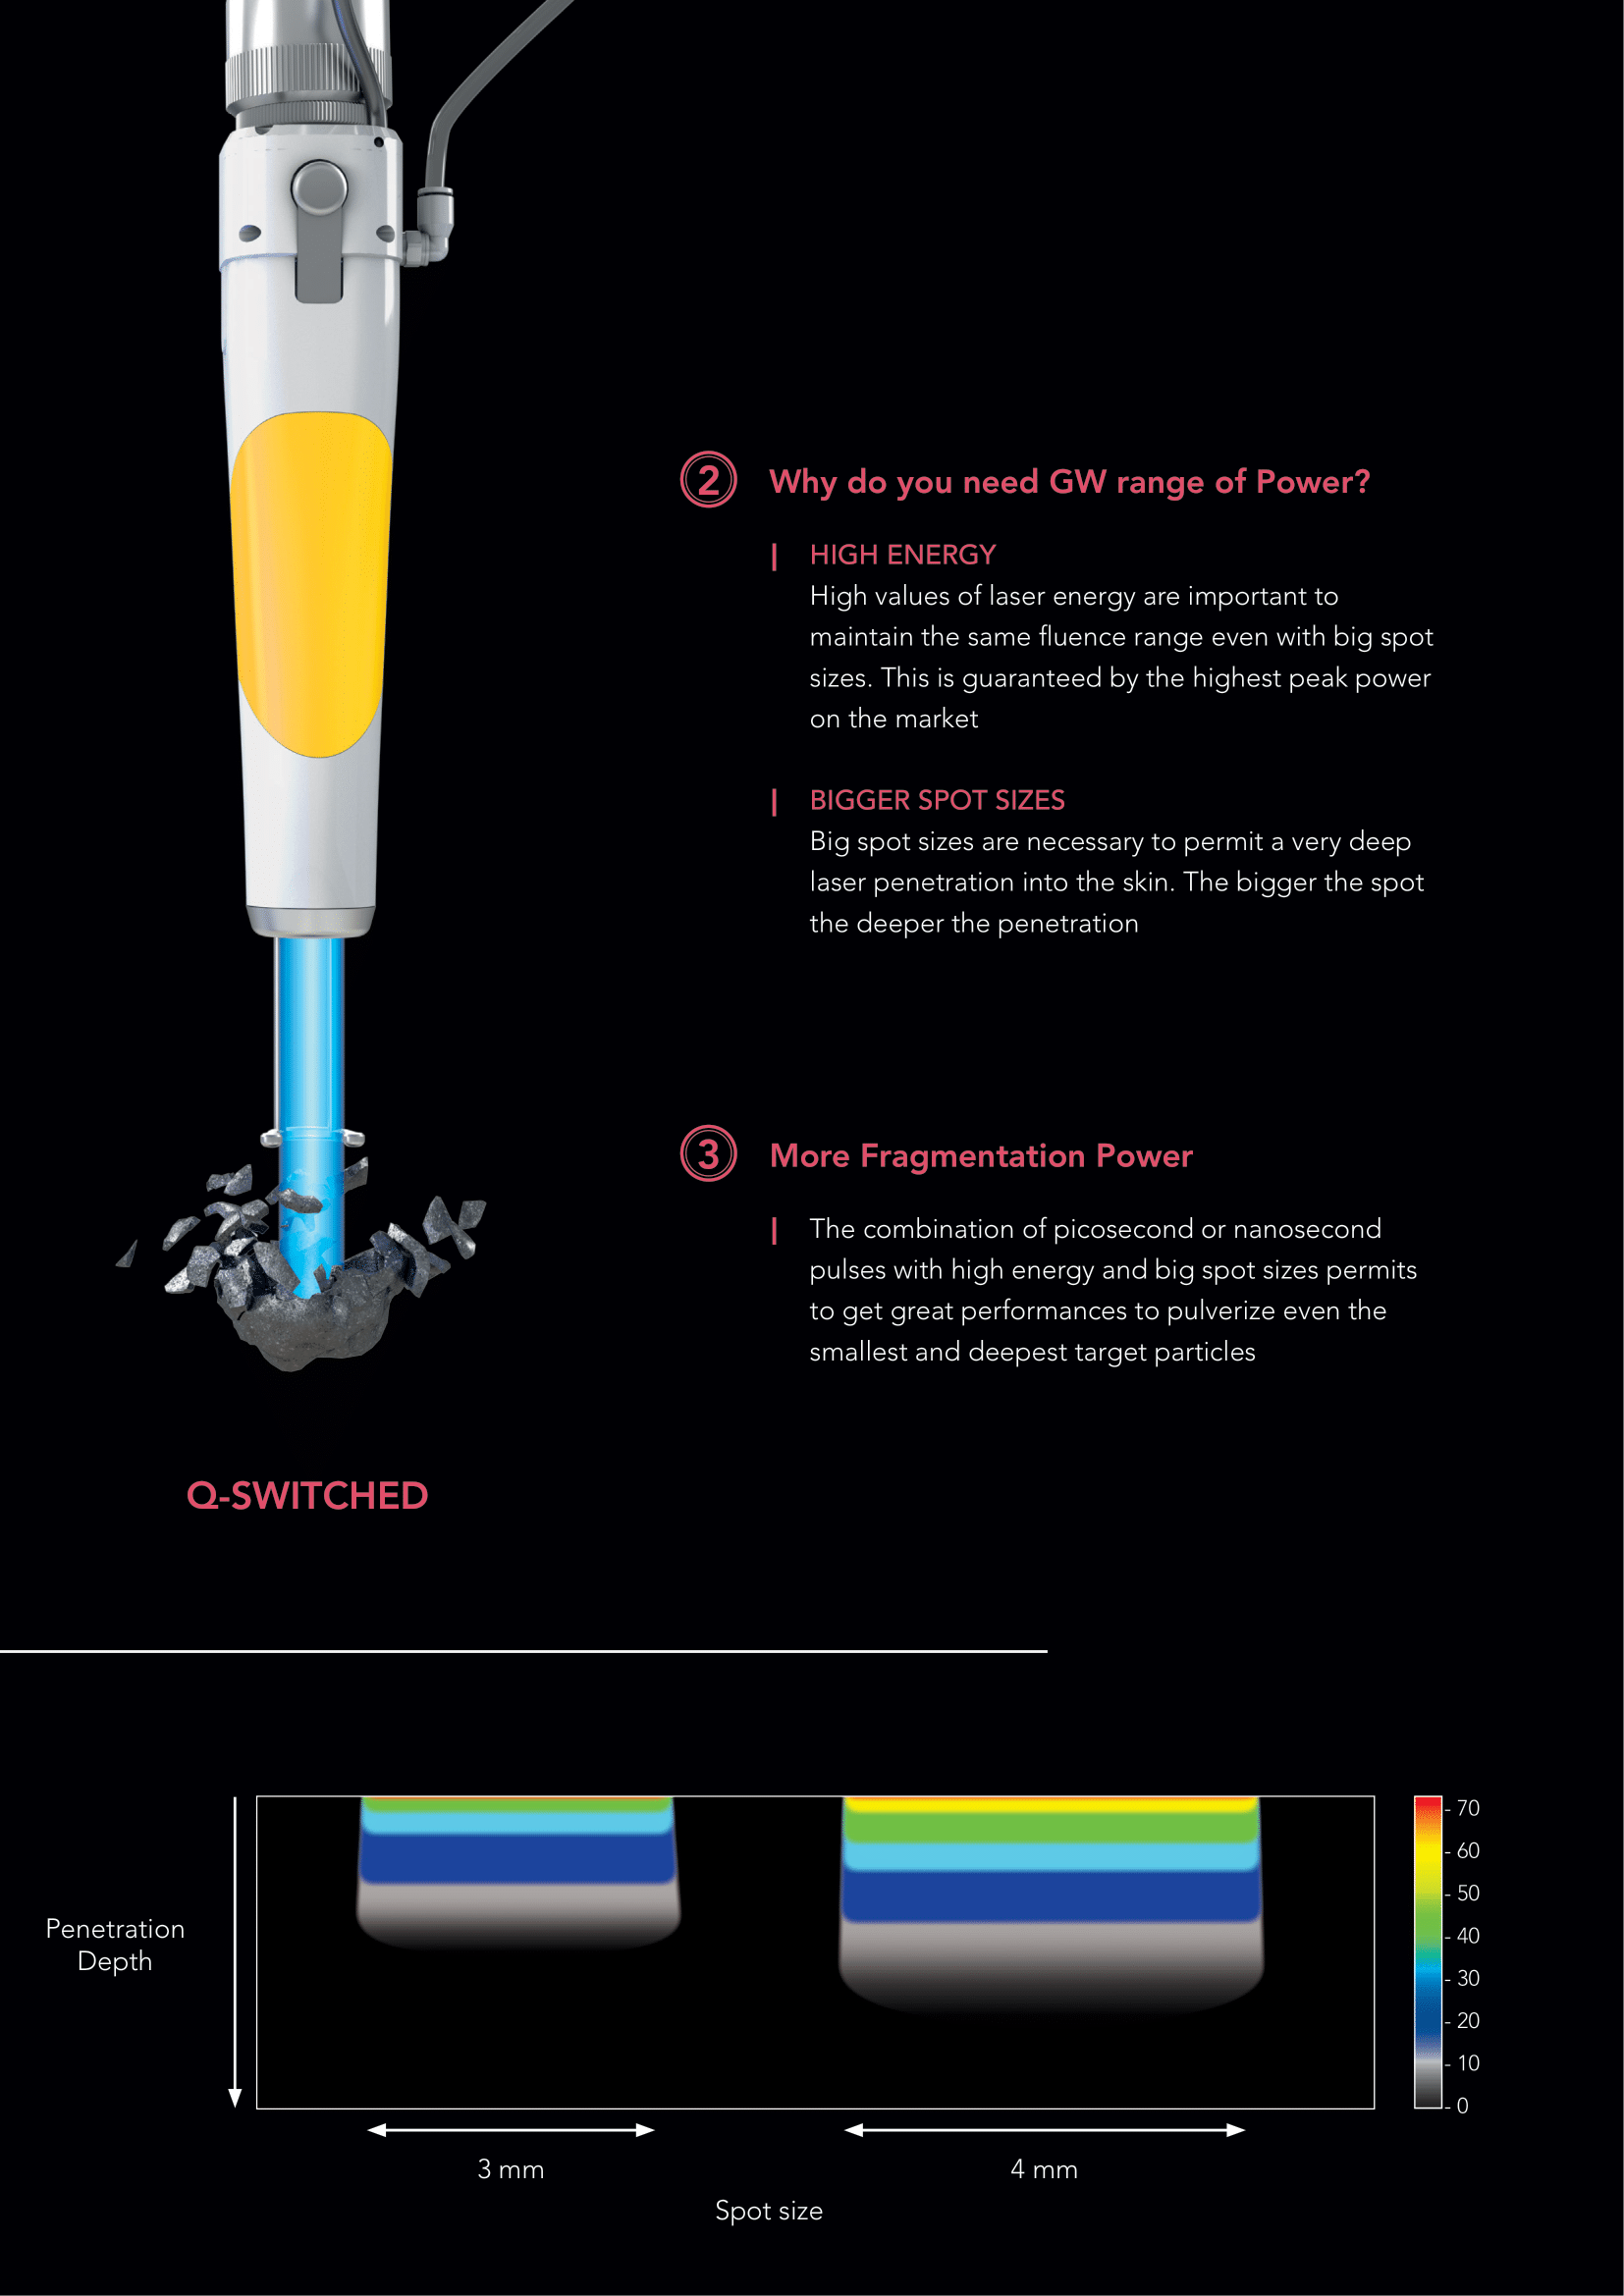 2 Why do you need GW range of Power?
| HIGH ENERGY
High values of laser energy are important to
maintain the same fluence range even with big spot
sizes. This is guaranteed by the highest peak power
on the market
| BIGGER SPOT SIZES
Big spot sizes are necessary to permit a very deep
laser penetration into the skin. The bigger the spot
the deeper the penetration
3 More Fragmentation Power
| The combination of picosecond or nanosecond
pulses with high energy and big spot sizes permits
to get great performances to pulverize even the
smallest and deepest target particles
Q-SWITCHED
Penetration
Depth
- 70
- 60
- 50
- 40
- 30
- 20
- 10
- 0
3 mm
4 mm
Spot size